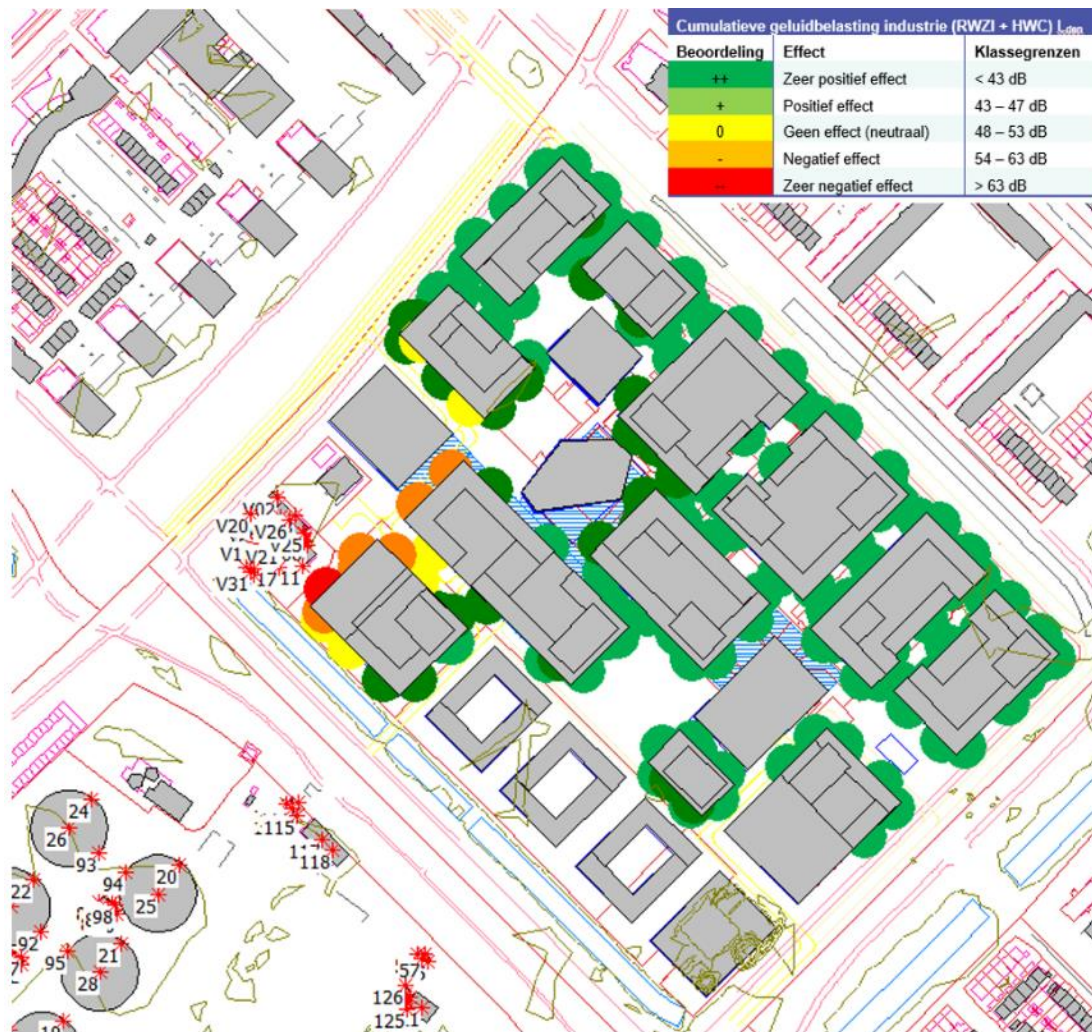 Cumulatieve geluidbelasting industrie (RWZI + HWC) Lden
Beoordeling Effect Klassegrenzen
++ Zeer positief effect < 43 dB
+ Positief effect 43 – 47 dB
0 Geen effect (neutraal) 48 – 53 dB
- Negatief effect 54 – 63 dB
-- Zeer negatief effect > 63 dB
V20
V26
V25
V1
V21
V31
17
11
24
26
115
93
118
94
20
22
25
98
92
21
95
57
28
126
125